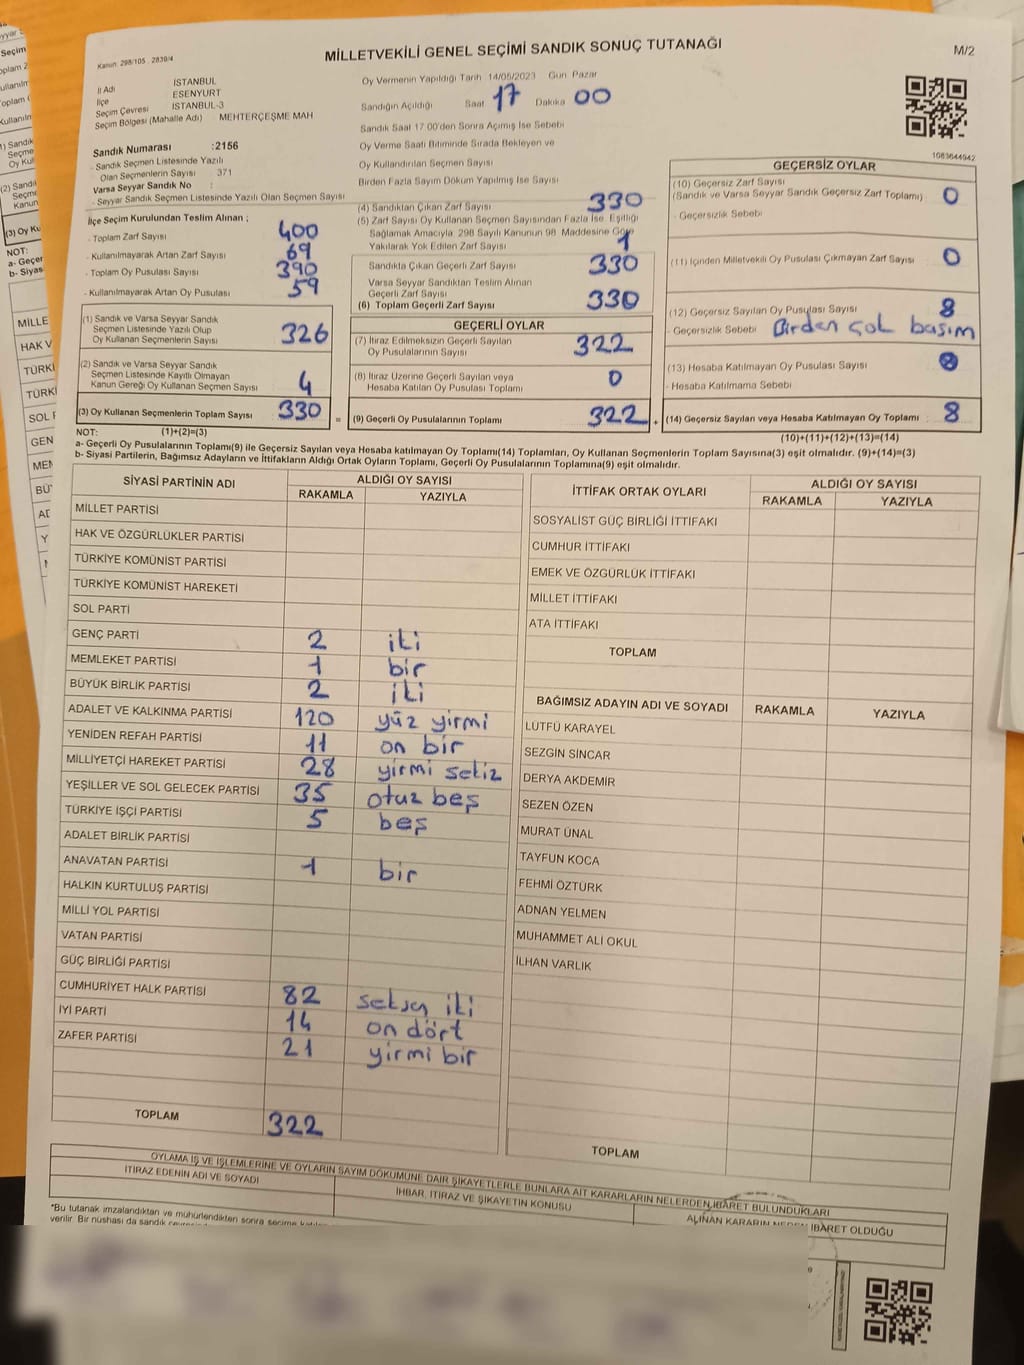 MİLLETVEKİLİ GENEL SEÇİMİ SANDIK SONUÇ TUTANAĞI
M/2
Kanun: 298/105 , 2839/4
İl Adı İSTANBUL
İlçe ESENYURT
Seçim Çevresi İSTANBUL-3
Seçim Bölgesi (Mahalle Adı) MEHTERÇEŞME MAH
Sandık Numarası :2156
- Sandık Seçmen Listesinde Yazılı
Olan Seçmenlerin Sayısı 371
Varsa Seyyar Sandık No :
- Seyyar Sandık Seçmen Listesinde Yazılı Olan Seçmen Sayısı
Oy Vermenin Yapıldığı Tarih 14/05/2023 Gün Pazar
Sandığın Açıldığı Saat 17 Dakika 00
Sandık Saat 17.00'den Sonra Açımış İse Sebebi
Oy Verme Saati Bitiminde Sırada Bekleyen ve
Oy Kullandırılan Seçmen Sayısı
Birden Fazla Sayım Döküm Yapılmış İse Sayısı
1083644942
İlçe Seçim Kurulundan Teslim Alınan ;
- Toplam Zarf Sayısı 400
- Kullanılmayarak Artan Zarf Sayısı 69
- Toplam Oy Pusulası Sayısı 390
- Kullanılmayarak Artan Oy Pusulası 59
(1) Sandık ve Varsa Seyyar Sandık
Seçmen Listesinde Yazılı Olup
Oy Kullanan Seçmenlerin Sayısı 326
(2) Sandık ve Varsa Seyyar Sandık
Seçmen Listesinde Kayıtlı Olmayan
Kanun Gereği Oy Kullanan Seçmen Sayısı 4
(3) Oy Kullanan Seçmenlerin Toplam Sayısı 330 =
(4) Sandıktan Çıkan Zarf Sayısı 330
(5) Zarf Sayısı Oy Kullanan Seçmen Sayısından Fazla İse, Eşitliği
Sağlamak Amacıyla, 298 Sayılı Kanunun 98. Maddesine Göre
Yakılarak Yok Edilen Zarf Sayısı 1
Sandıkta Çıkan Geçerli Zarf Sayısı 330
Varsa Seyyar Sandıktan Teslim Alınan
Geçerli Zarf Sayısı
(6) Toplam Geçerli Zarf Sayısı 330
GEÇERLİ OYLAR
(7) İtiraz Edilmeksizin Geçerli Sayılan
Oy Pusulalarının Sayısı 322
(8) İtiraz Üzerine Geçerli Sayılan veya
Hesaba Katılan Oy Pusulası Toplamı 0
(9) Geçerli Oy Pusulalarının Toplamı 322 +
GEÇERSİZ OYLAR
(10) Geçersiz Zarf Sayısı
(Sandık ve Varsa Seyyar Sandık Geçersiz Zarf Toplamı) 0
- Geçersizlik Sebebi
(11) İçinden Milletvekili Oy Pusulası Çıkmayan Zarf Sayısı 0
(12) Geçersiz Sayılan Oy Pusulası Sayısı 8
- Geçersizlik Sebebi Birden çok basım
(13) Hesaba Katılmayan Oy Pusulası Sayısı
- Hesaba Katılmama Sebebi
(14) Geçersiz Sayılan veya Hesaba Katılmayan Oy Toplamı 8
NOT: (1)+(2)=(3)
(10)+(11)+(12)+(13)=(14)
a- Geçerli Oy Pusulalarının Toplamı(9) ile Geçersiz Sayılan veya Hesaba katılmayan Oy Toplamı(14) Toplamları, Oy Kullanan Seçmenlerin Toplam Sayısına(3) eşit olmalıdır. (9)+(14)=(3)
b- Siyasi Partilerin, Bağımsız Adayların ve İttifakların Aldığı Ortak Oyların Toplamı, Geçerli Oy Pusulalarının Toplamına(9) eşit olmalıdır.
SİYASİ PARTİNİN ADI ALDIĞI OY SAYISI
RAKAMLA YAZIYLA
MİLLET PARTİSİ
HAK VE ÖZGÜRLÜKLER PARTİSİ
TÜRKİYE KOMÜNİST PARTİSİ
TÜRKİYE KOMÜNİST HAREKETİ
SOL PARTİ
GENÇ PARTİ 2 iki
MEMLEKET PARTİSİ 1 bir
BÜYÜK BİRLİK PARTİSİ 2 iki
ADALET VE KALKINMA PARTİSİ 120 yüz yirmi
YENİDEN REFAH PARTİSİ 11 on bir
MİLLİYETÇİ HAREKET PARTİSİ 28 yirmi sekiz
YEŞİLLER VE SOL GELECEK PARTİSİ 35 otuz beş
TÜRKİYE İŞÇİ PARTİSİ 5 beş
ADALET BİRLİK PARTİSİ
ANAVATAN PARTİSİ 1 bir
HALKIN KURTULUŞ PARTİSİ
MİLLİ YOL PARTİSİ
VATAN PARTİSİ
GÜÇ BİRLİĞİ PARTİSİ
CUMHURİYET HALK PARTİSİ 82 seksen iki
İYİ PARTİ 14 on dört
ZAFER PARTİSİ 21 yirmi bir
TOPLAM 322
İTTİFAK ORTAK OYLARI ALDIĞI OY SAYISI
RAKAMLA YAZIYLA
SOSYALİST GÜÇ BİRLİĞİ İTTİFAKI
CUMHUR İTTİFAKI
EMEK VE ÖZGÜRLÜK İTTİFAKI
MİLLET İTTİFAKI
ATA İTTİFAKI
TOPLAM
BAĞIMSIZ ADAYIN ADI VE SOYADI RAKAMLA YAZIYLA
LÜTFÜ KARAYEL
SEZGİN SİNCAR
DERYA AKDEMİR
SEZEN ÖZEN
MURAT ÜNAL
TAYFUN KOCA
FEHMİ ÖZTÜRK
ADNAN YELMEN
MUHAMMET ALİ OKUL
İLHAN VARLIK
TOPLAM
OYLAMA İŞ VE İŞLEMLERİNE VE OYLARIN SAYIM DÖKÜMÜNE DAİR ŞİKAYETLERLE BUNLARA AİT KARARLARIN NELERDEN İBARET BULUNDUKLARI
İTİRAZ EDENİN ADI VE SOYADI İHBAR, İTİRAZ VE ŞİKAYETİN KONUSU ALINAN KARARIN NEDEN İBARET OLDUĞU
*Bu tutanak imzalandıktan ve mühürlendikten sonra seçime
verilir. Bir nüshası da sandık